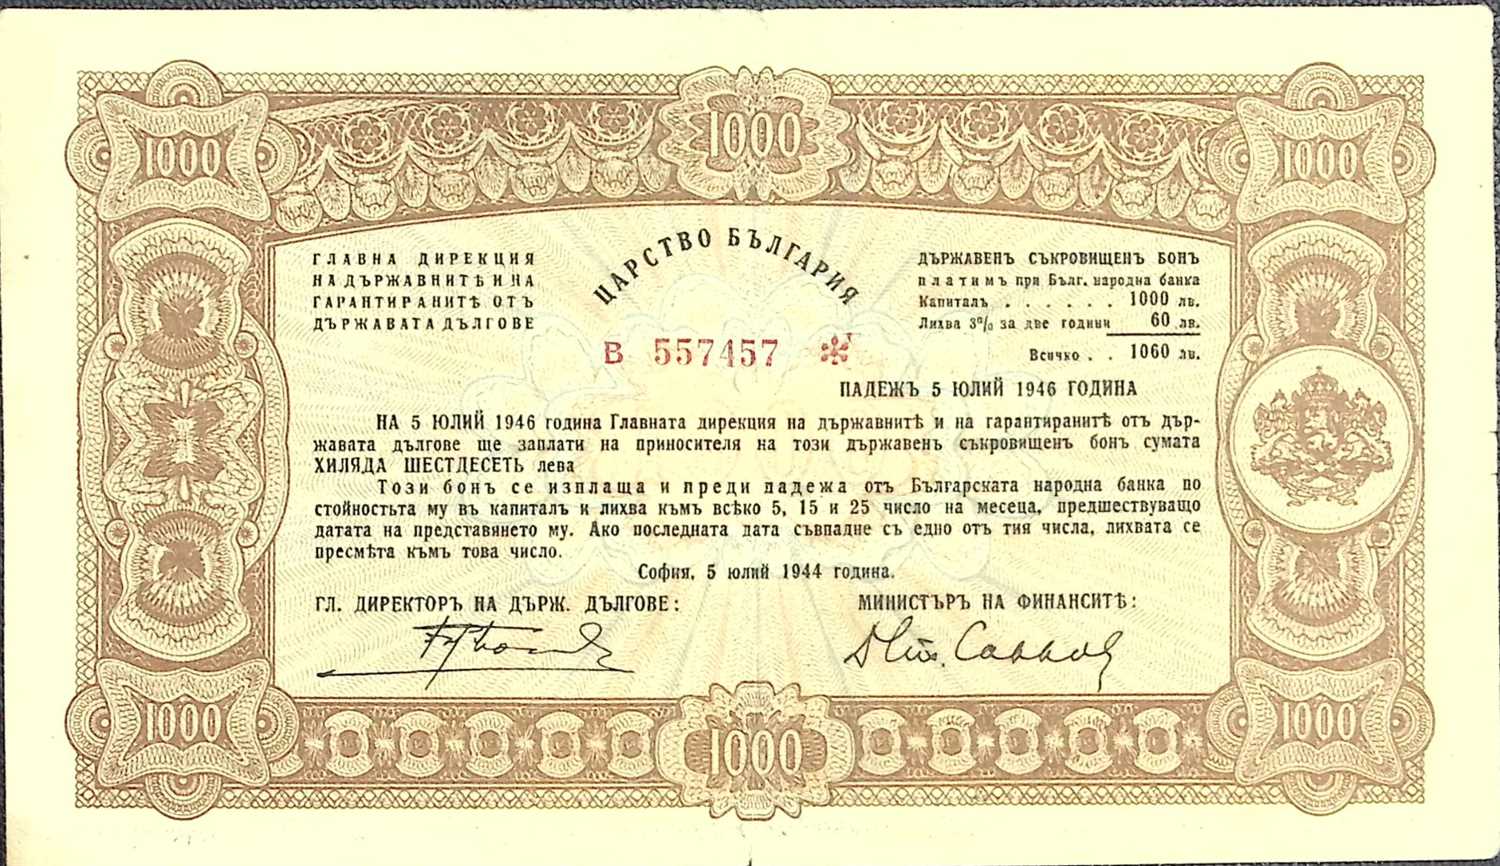 1000 1000 1000
ЦАРСТВО БЪЛГАРИЯ
ГЛАВНА ДИРЕКЦИЯ
НА ДЪРЖАВНИТѢ И НА
ГАРАНТИРАНИТѢ ОТЪ
ДЪРЖАВАТА ДЪЛГОВЕ
ДЪРЖАВЕНЪ СЪКРОВИЩЕНЪ БОНЪ
платимъ при Бълг. народна банка
Капиталъ . . . . . . 1000 лв.
Лихва 3% за две години 60 лв.
Всичко . . 1060 лв.
В 557457 *
ПАДЕЖЪ 5 ЮЛИЙ 1946 ГОДИНА
НА 5 ЮЛИЙ 1946 година Главната дирекция на държавнитѣ и на гарантиранитѣ отъ дър-
жавата дългове ще заплати на приносителя на този държавенъ съкровищенъ бонъ сумата
ХИЛЯДА ШЕСТДЕСЕТЬ лева
Този бонъ се изплаща и преди падежа отъ Българската народна банка по
стойностьта му въ капиталъ и лихва къмъ всѣко 5, 15 и 25 число на месеца, предшествуващо
датата на представянето му. Ако последната дата съвпадне съ едно отъ тия числа, лихвата се
пресмѣта къмъ това число.
София, 5 юлий 1944 година.
ГЛ. ДИРЕКТОРЪ НА ДЪРЖ. ДЪЛГОВЕ:
МИНИСТЪРЪ НА ФИНАНСИТѢ:
1000 1000 1000